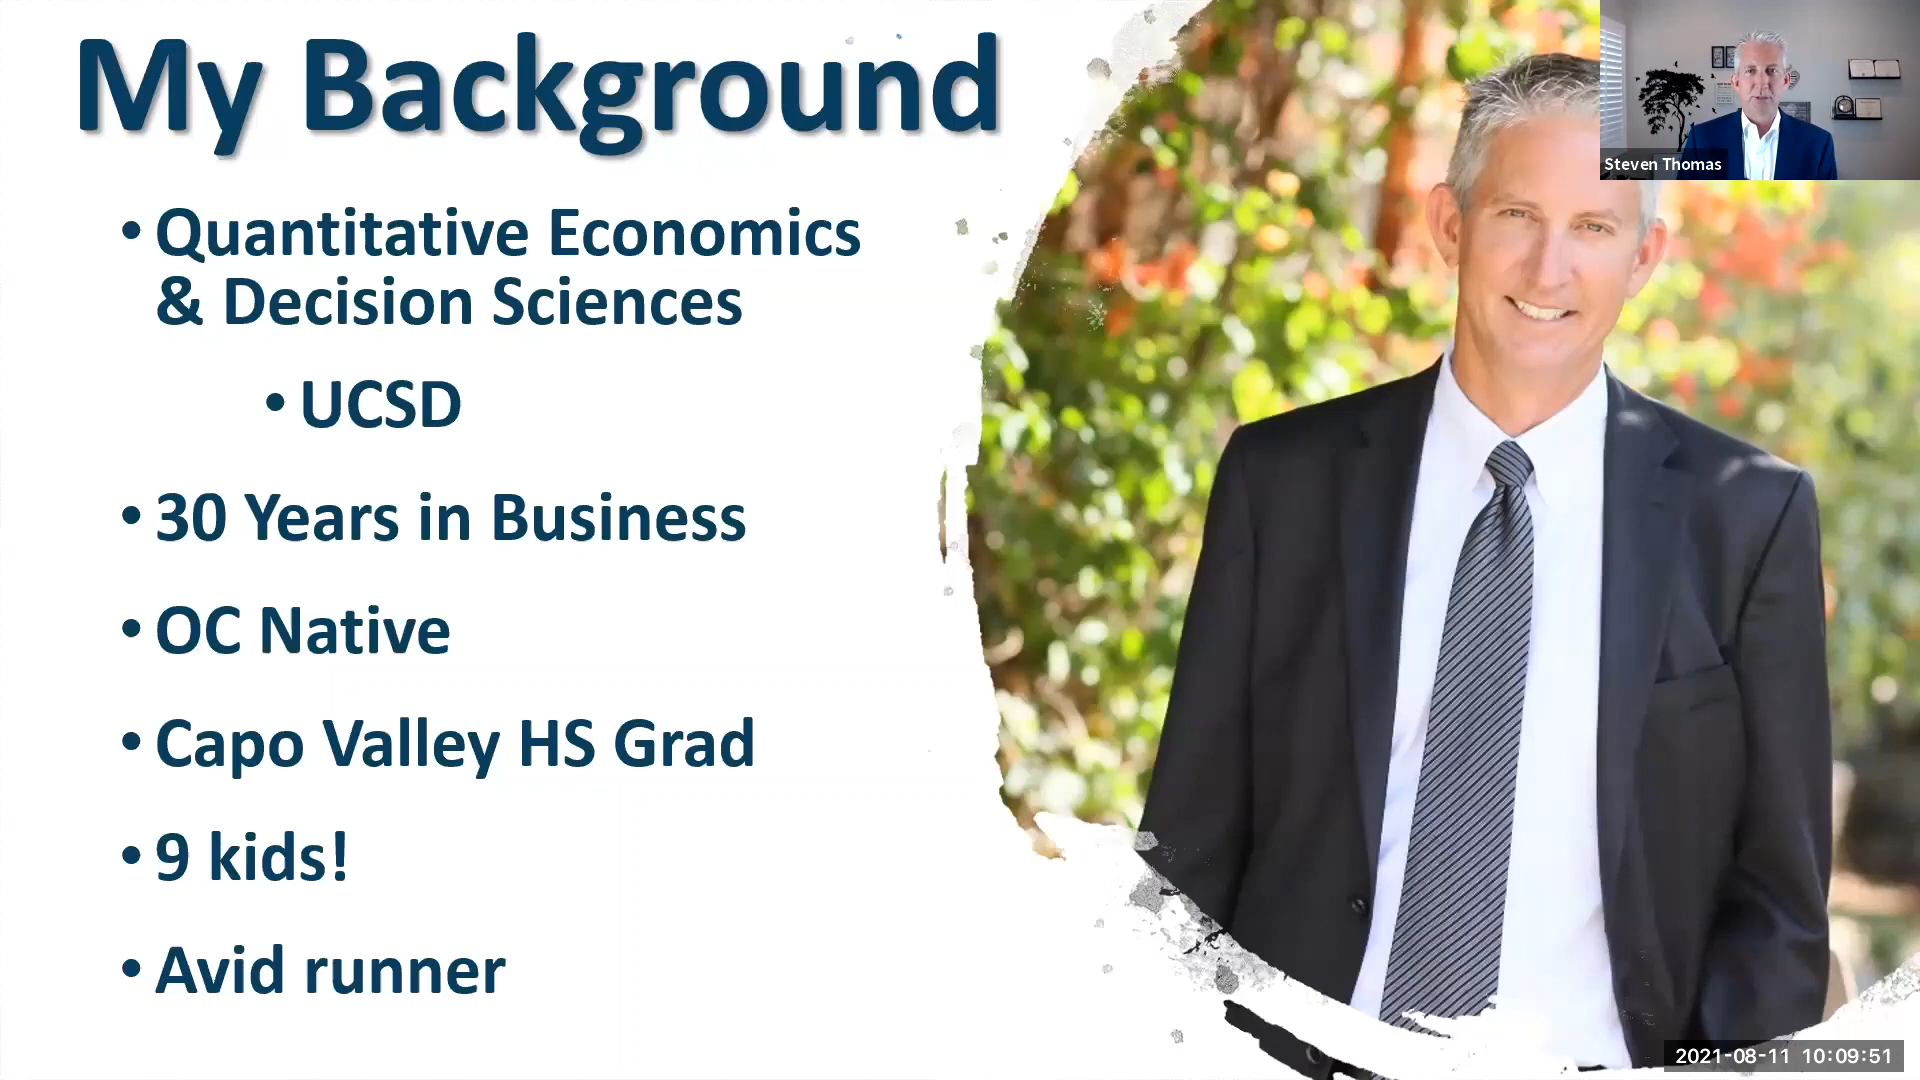 My Background
• Quantitative Economics
& Decision Sciences
• UCSD
• 30 Years in Business
• OC Native
• Capo Valley HS Grad
• 9 kids!
• Avid runner
Steven Thomas
2021-08-11 10:09:51